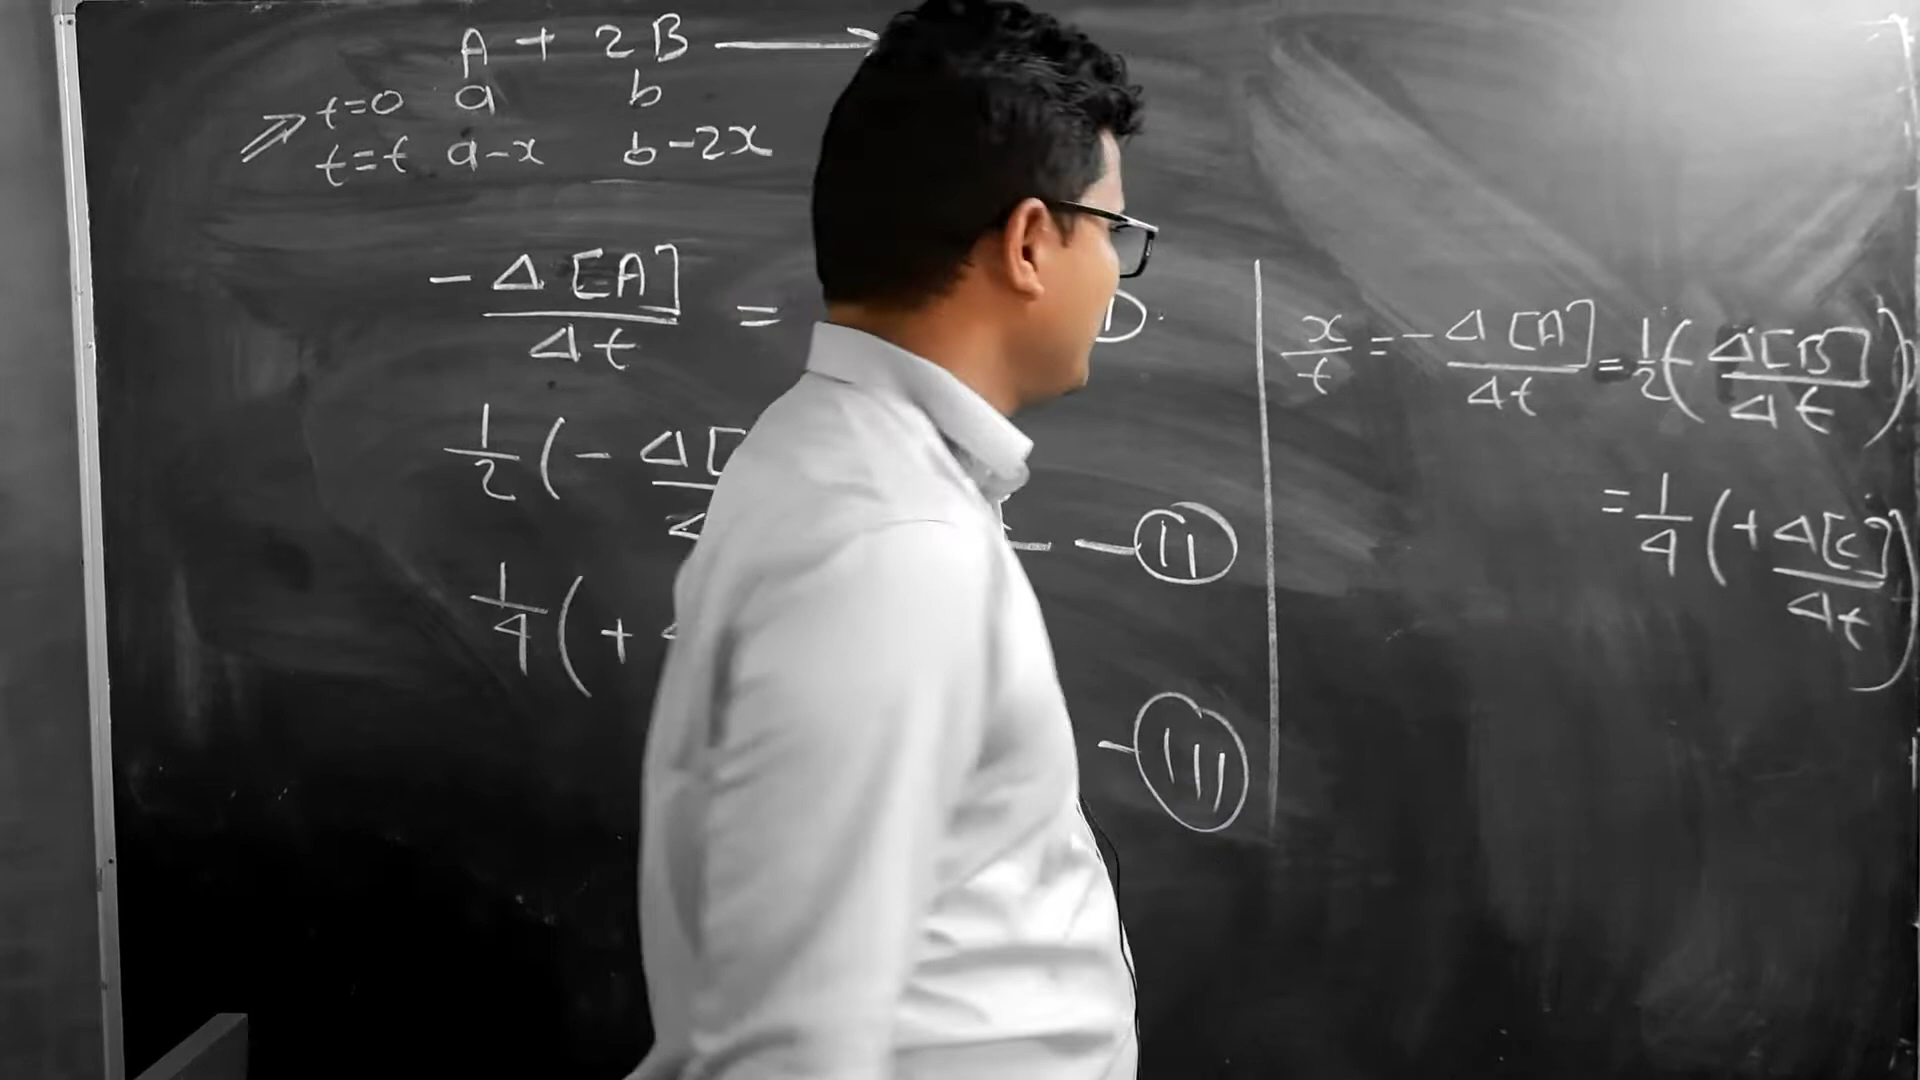 A + 2B ⟶
t=0 a b
t=t a-x b-2x
-Δ[A]/Δt =
1/2 (-Δ[
— -(II)
1/4 (+
-(III)
x/t = -Δ[A]/Δt = 1/2 (-Δ[B]/Δt)
= 1/4 (+Δ[C]/Δt)